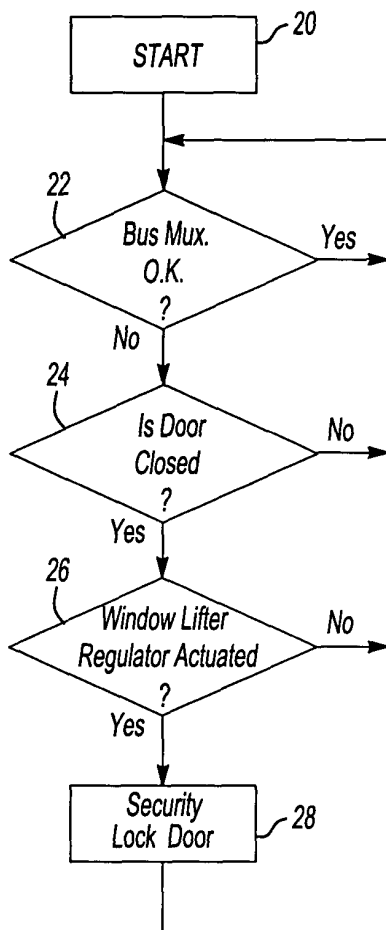 START
20
22
Bus Mux.
O.K.
?
Yes
No
24
Is Door
Closed
?
No
Yes
26
Window Lifter
Regulator Actuated
?
No
Yes
Security
Lock Door
28